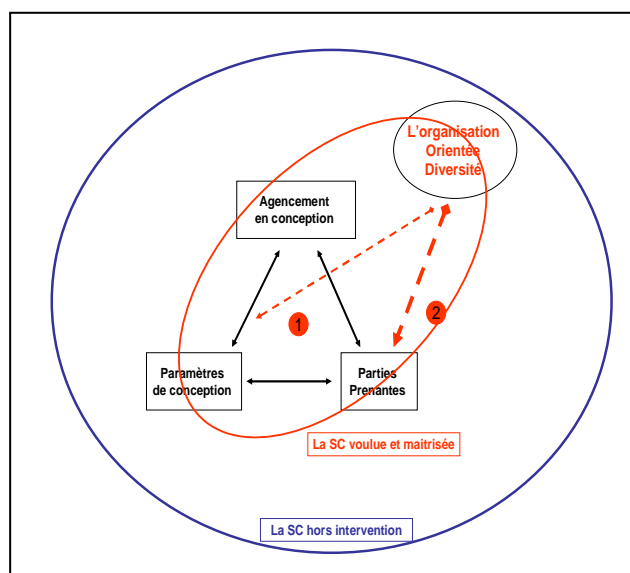 L'organisation
Orientée
Diversité
Agencement
en conception
1
2
Paramètres
de conception
Parties
Prenantes
La SC voulue et maitrisée
La SC hors intervention